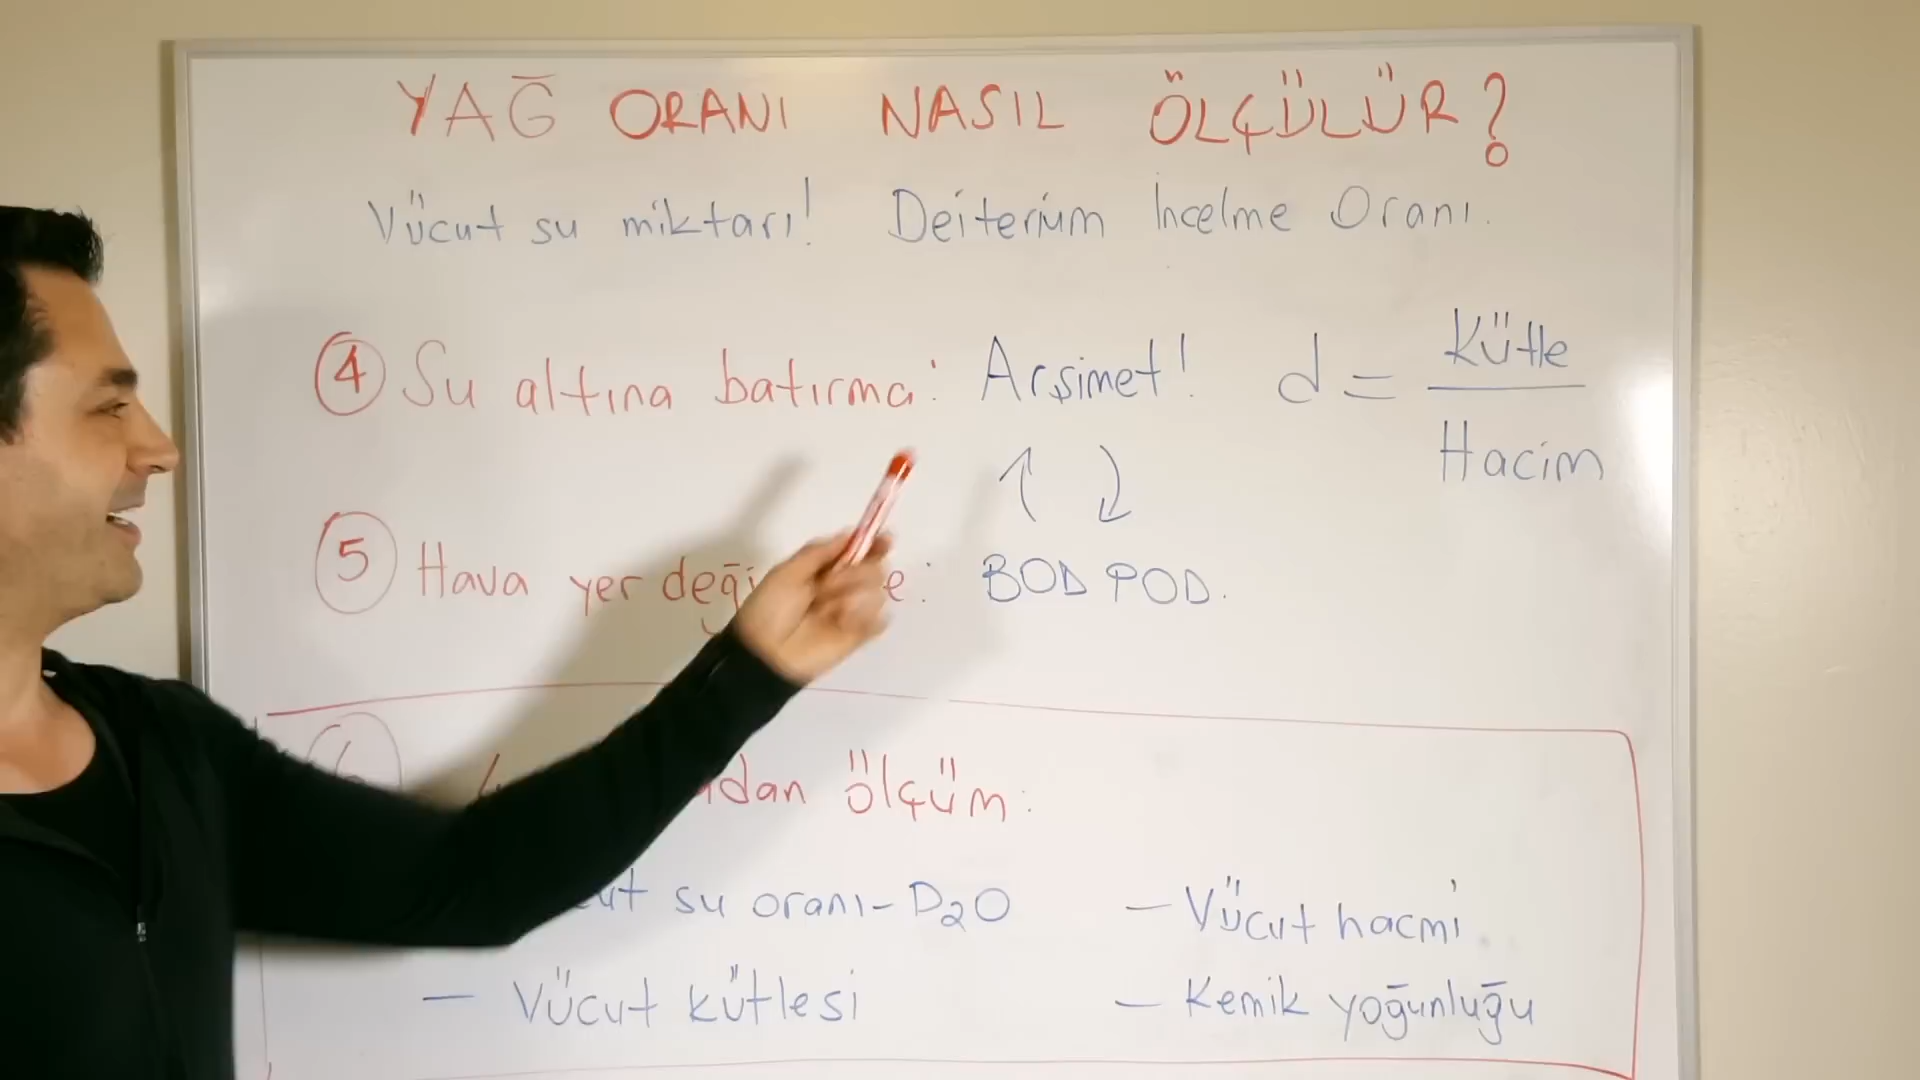 YAĞ ORANI NASIL ÖLÇÜLÜR?
Vücut su miktarı! Deiterium İncelme Oranı.
4 Su altına batırma: Arşimet! d = Kütle
Hacim
5 Hava yer BOD POD.
6 ölçüm:
su oranı - D2O — Vücut hacmi
— Vücut kütlesi — Kemik yoğunluğu